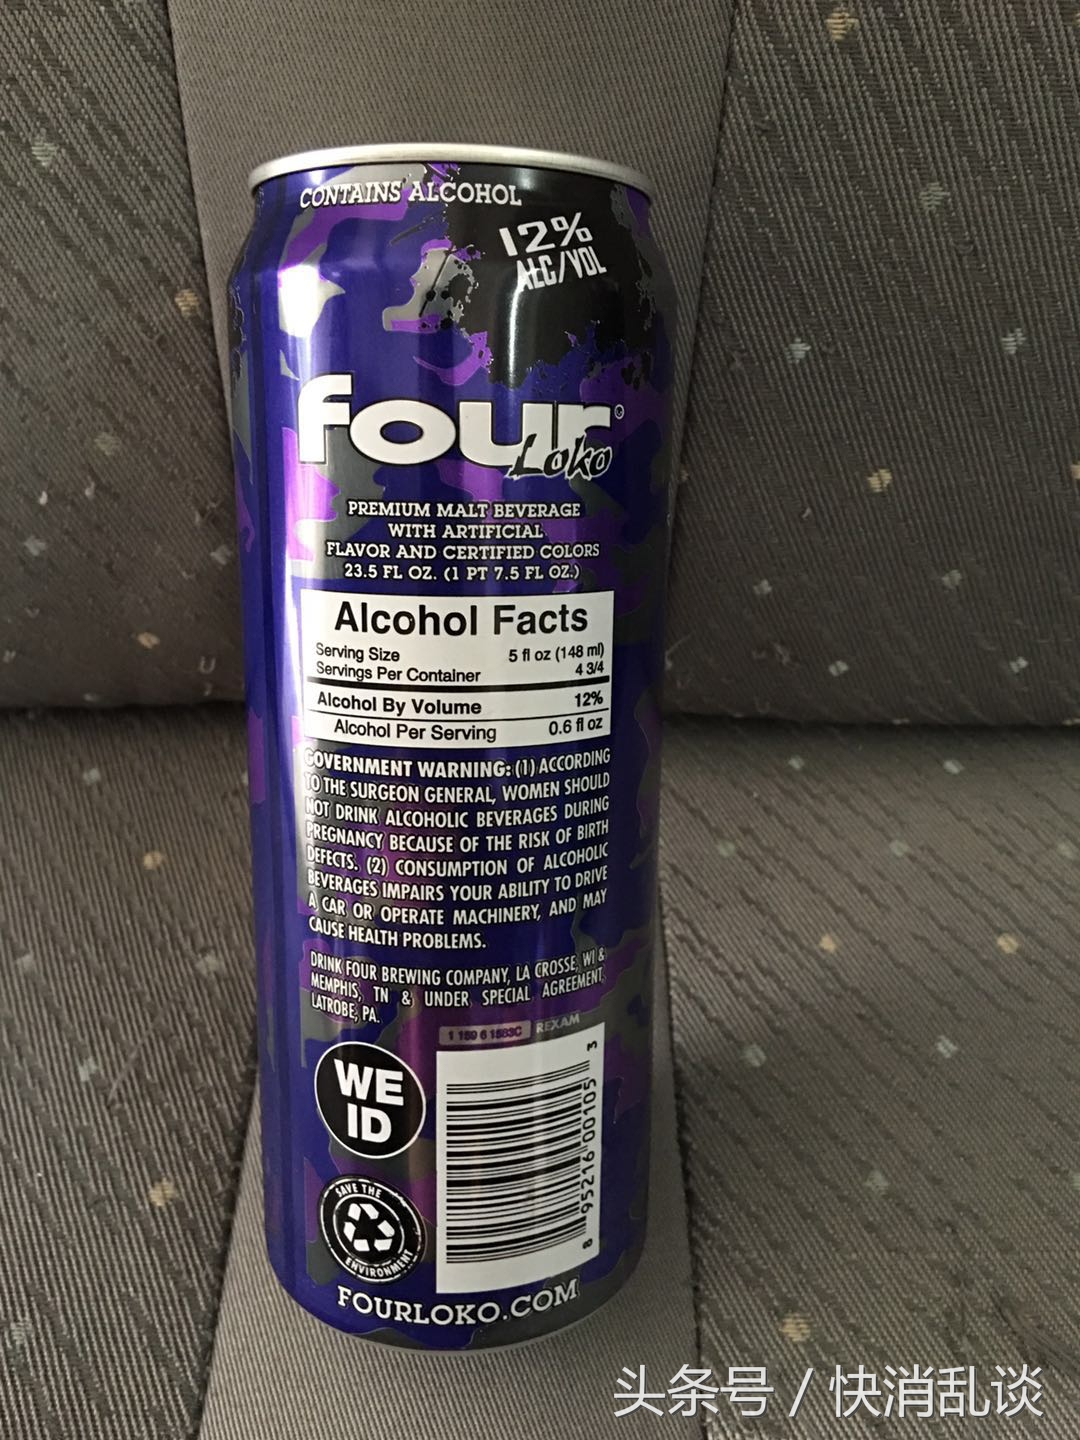 CONTAINS ALCOHOL
12%
ALC/VOL
four®
Loko
PREMIUM MALT BEVERAGE
WITH ARTIFICIAL
FLAVOR AND CERTIFIED COLORS
23.5 FL OZ. (1 PT 7.5 FL OZ.)
Alcohol Facts
Serving Size 5 fl oz (148 ml)
Servings Per Container 4 3/4
Alcohol By Volume 12%
Alcohol Per Serving 0.6 fl oz
GOVERNMENT WARNING: (1) ACCORDING
TO THE SURGEON GENERAL, WOMEN SHOULD
NOT DRINK ALCOHOLIC BEVERAGES DURING
PREGNANCY BECAUSE OF THE RISK OF BIRTH
DEFECTS. (2) CONSUMPTION OF ALCOHOLIC
BEVERAGES IMPAIRS YOUR ABILITY TO DRIVE
A CAR OR OPERATE MACHINERY, AND MAY
CAUSE HEALTH PROBLEMS.
DRINK FOUR BREWING COMPANY, LA CROSSE, WI &
MEMPHIS, TN & UNDER SPECIAL AGREEMENT,
LATROBE, PA.
REXAM
WE
ID
8 95216 00105 3
SAVE THE
ENVIRONMENT
FOURLOKO.COM
头条号 / 快消乱谈